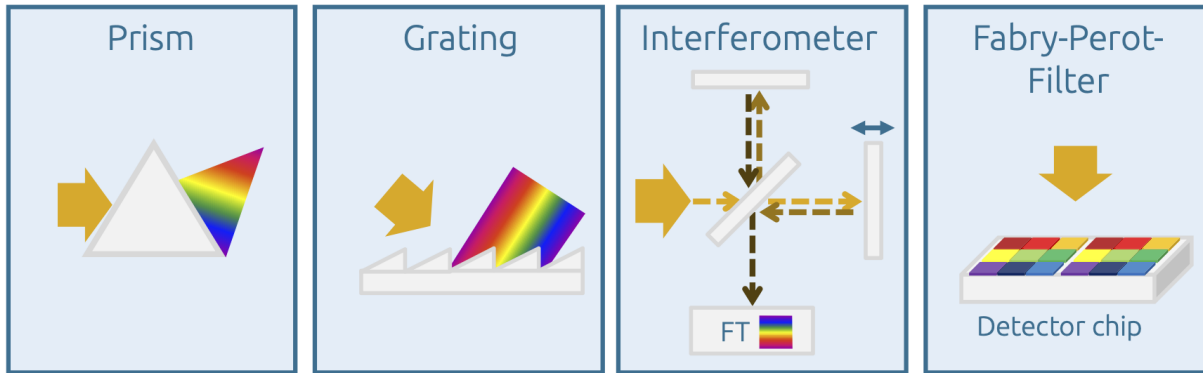 Prism
Grating
Interferometer
FT
Fabry-Perot-
Filter
Detector chip